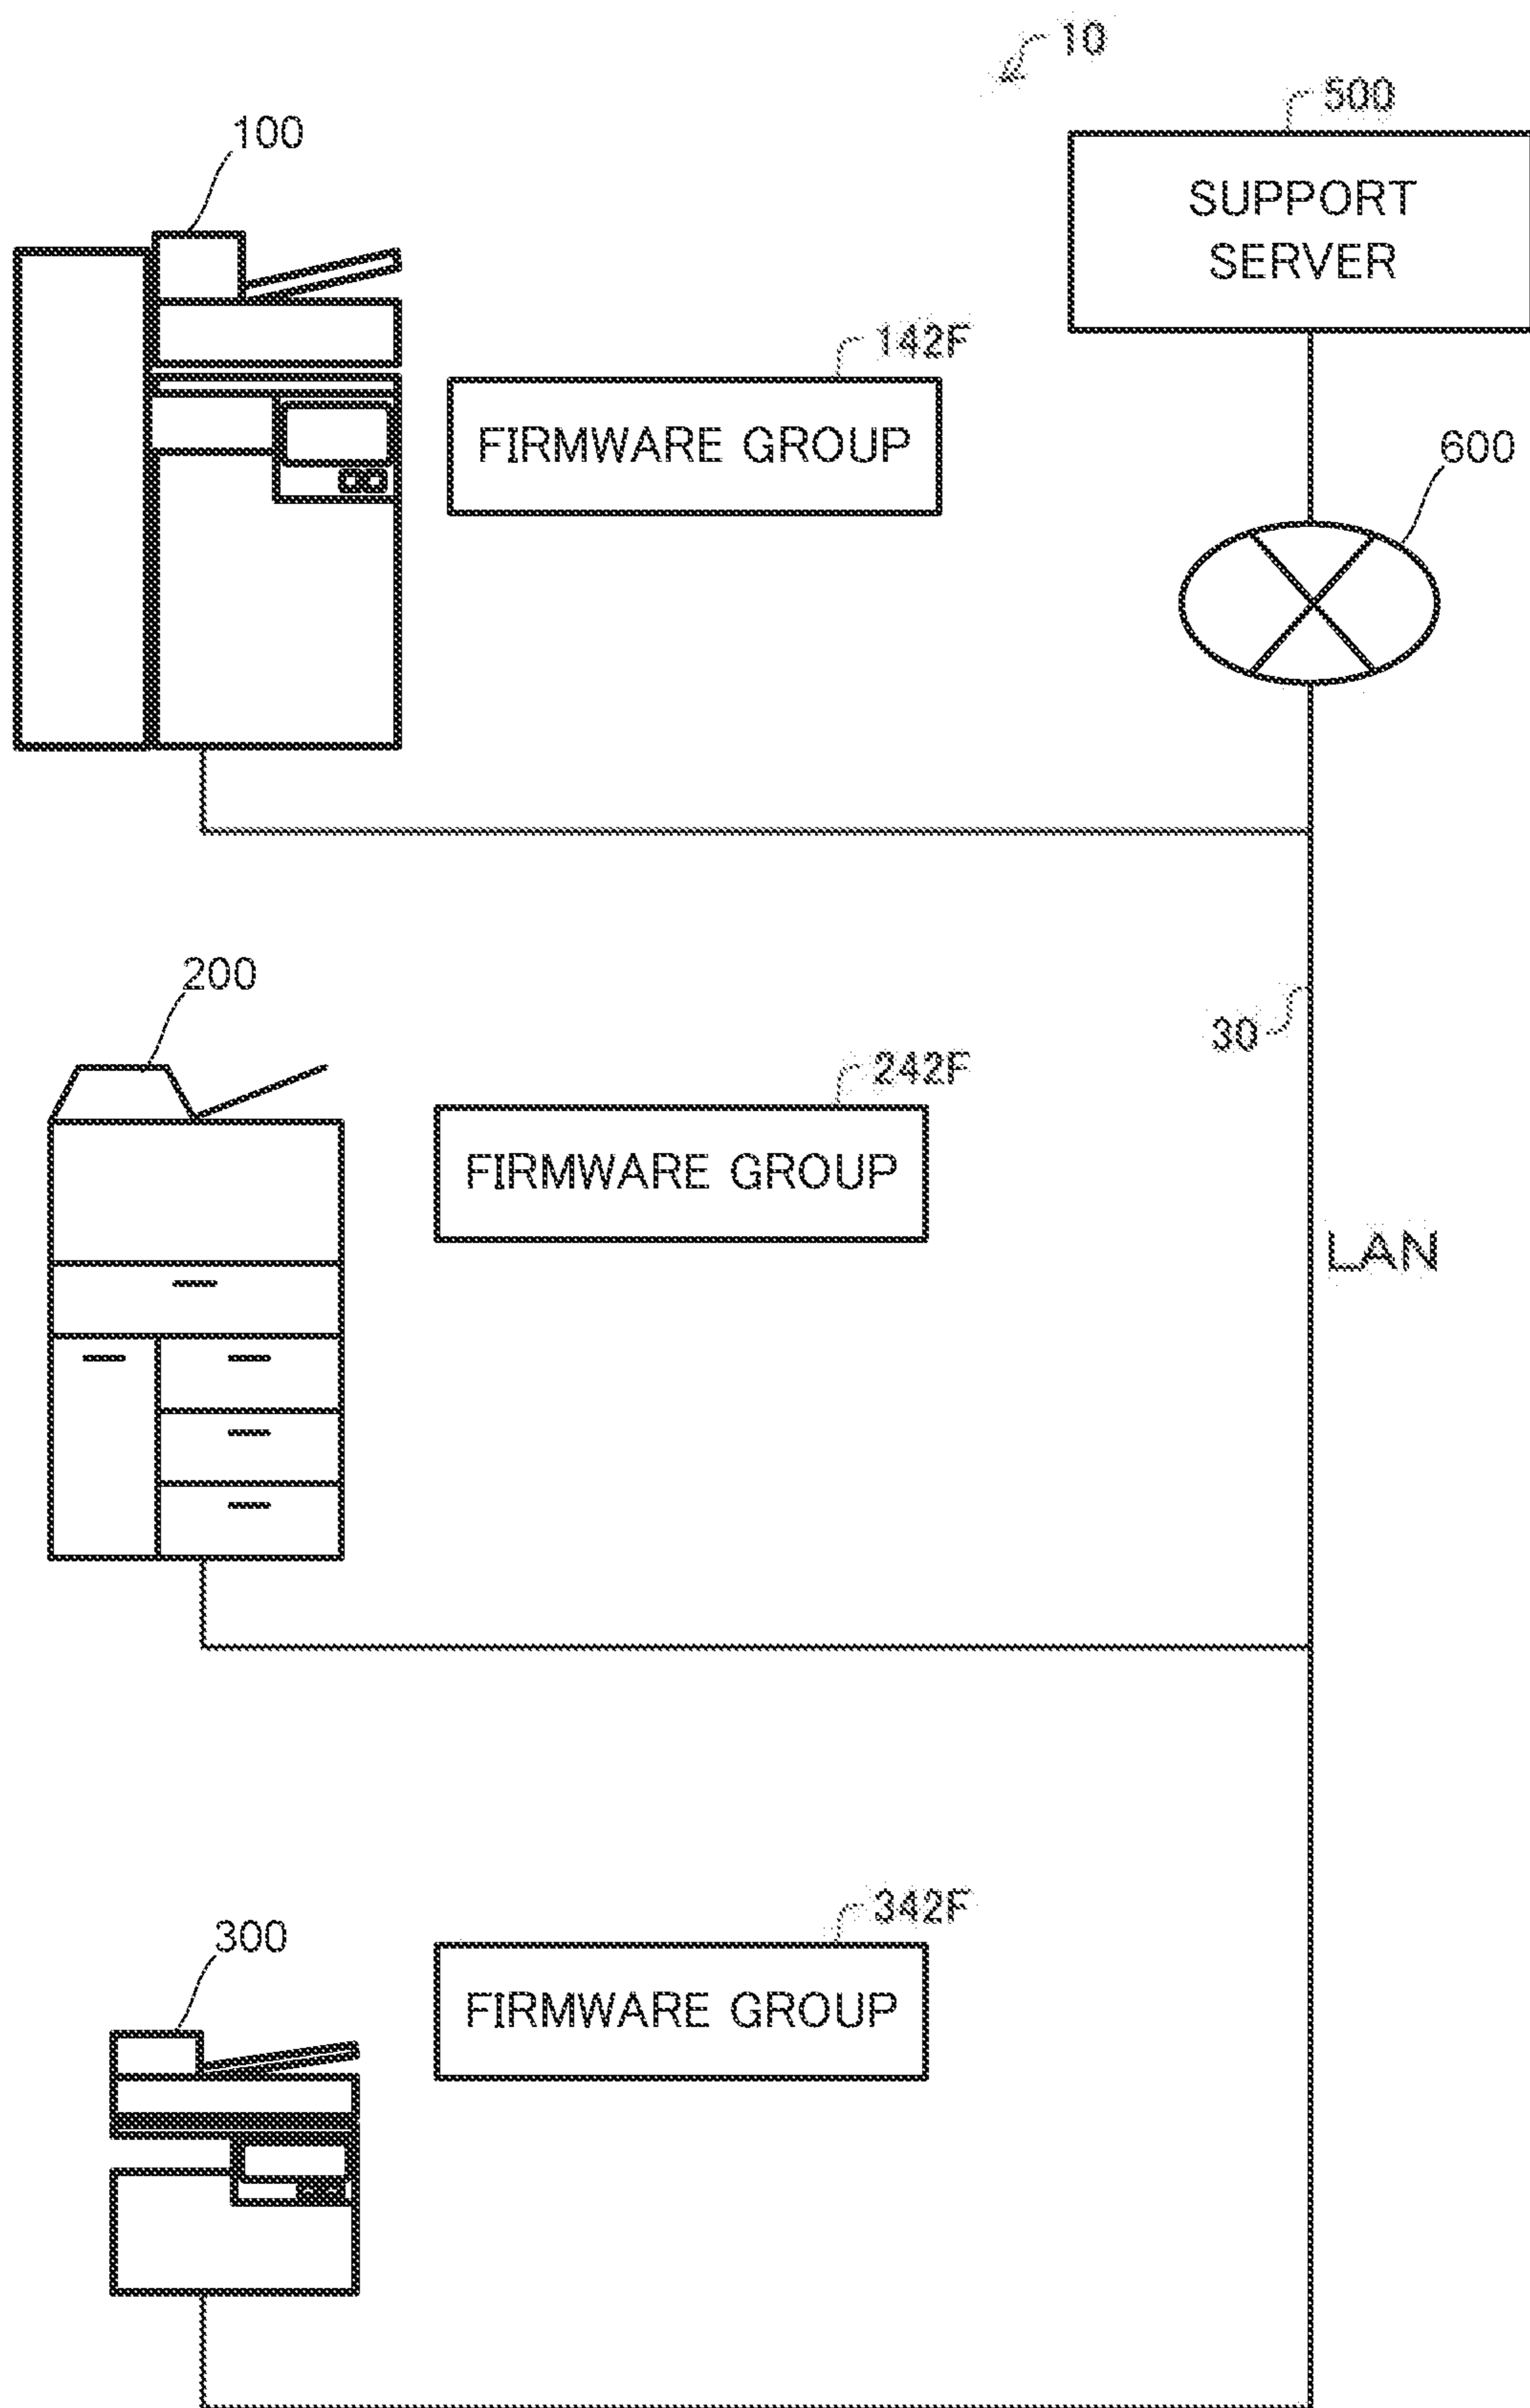 10
500
100
SUPPORT
SERVER
142F
FIRMWARE GROUP
600
200
30
242F
FIRMWARE GROUP
LAN
342F
300
FIRMWARE GROUP